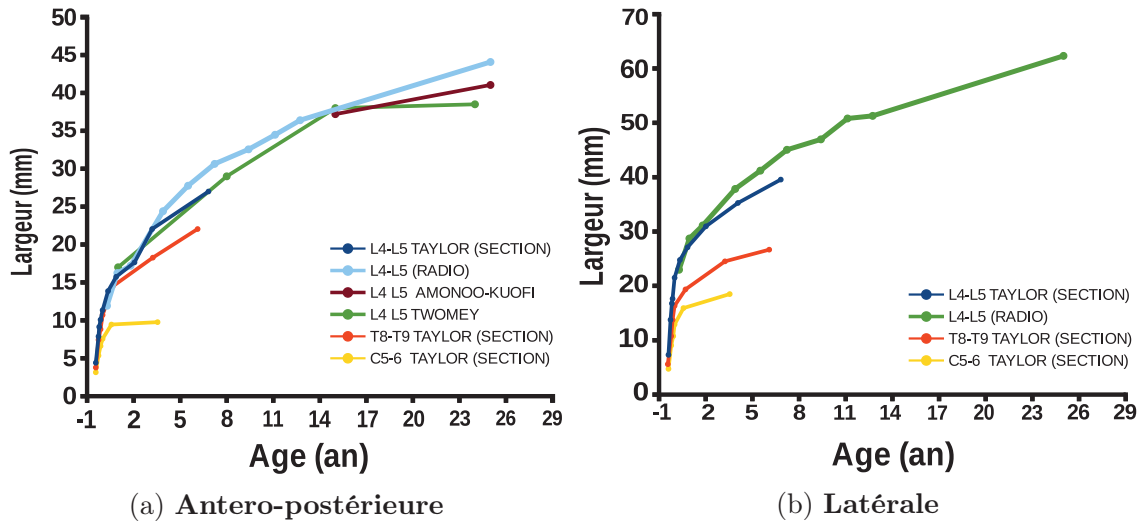 50
45
40
35
30
25
20
15
10
5
0
Largeur (mm)
-1 2 5 8 11 14 17 20 23 26 29
Age (an)
L4-L5 TAYLOR (SECTION)
L4-L5 (RADIO)
L4 L5 AMONOO-KUOFI
L4 L5 TWOMEY
T8-T9 TAYLOR (SECTION)
C5-6 TAYLOR (SECTION)
(a) Antero-postérieure
70
60
50
40
30
20
10
0
Largeur (mm)
-1 2 5 8 11 14 17 20 23 26 29
Age (an)
L4-L5 TAYLOR (SECTION)
L4-L5 (RADIO)
T8-T9 TAYLOR (SECTION)
C5-6 TAYLOR (SECTION)
(b) Latérale